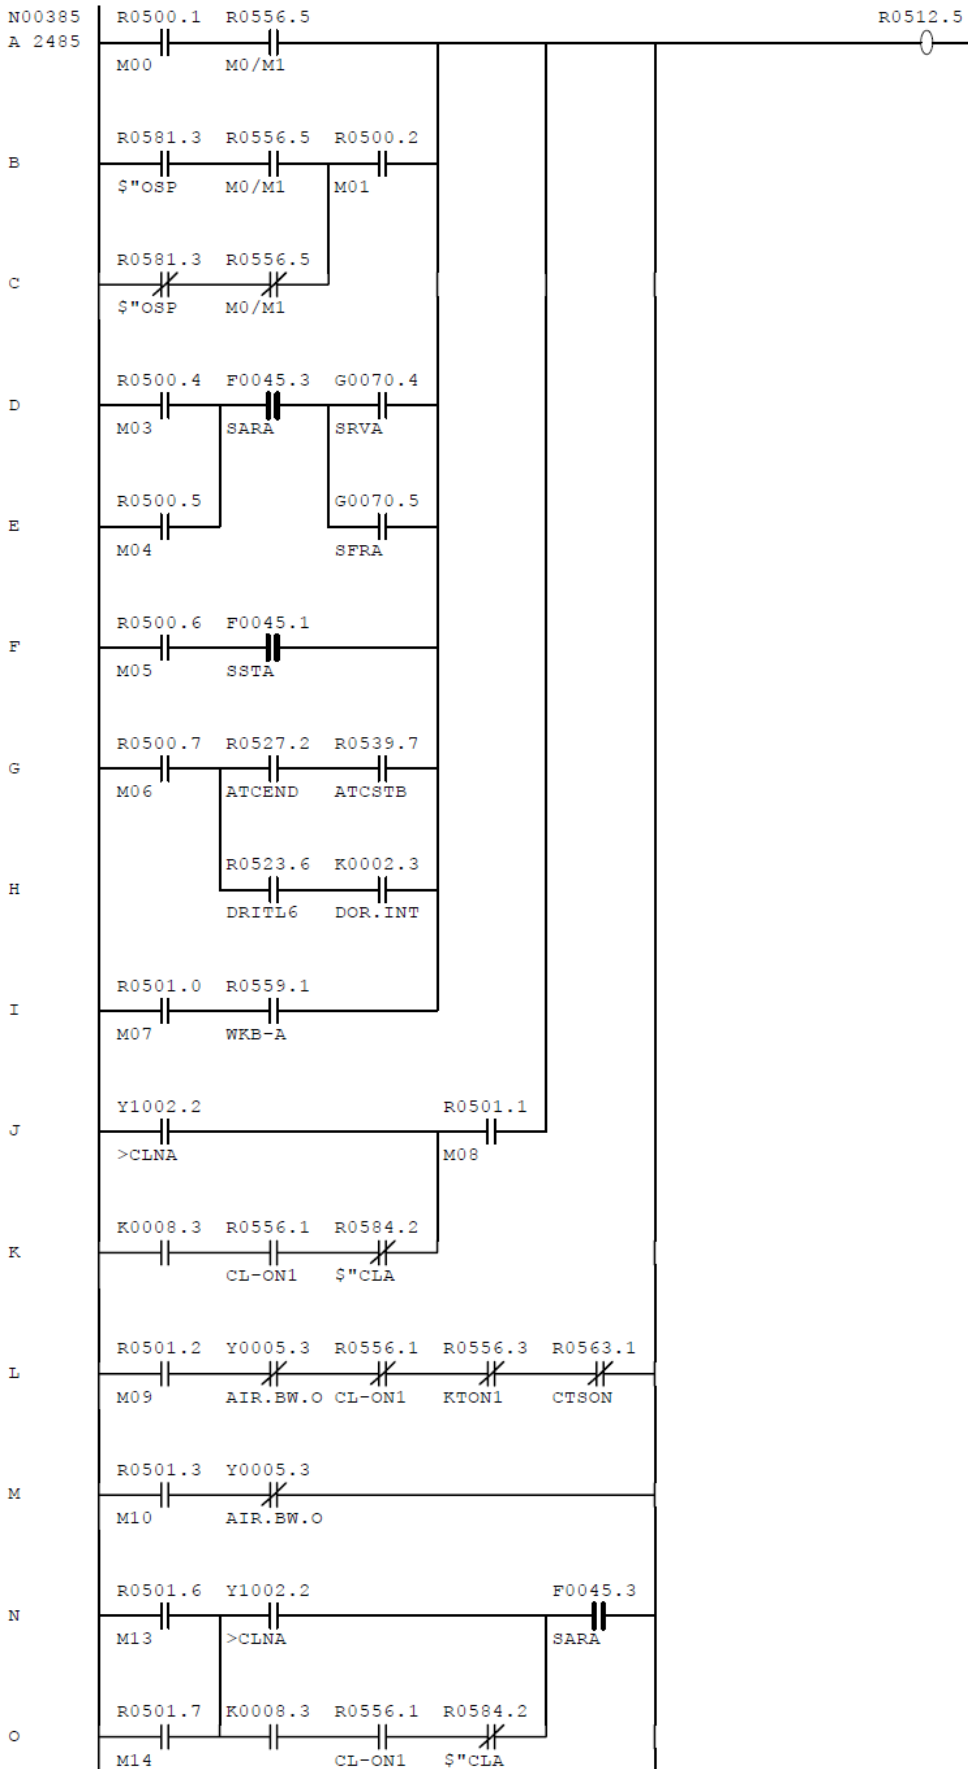 N00385 R0500.1 R0556.5 R0512.5
A 2485
M00 M0/M1
R0581.3 R0556.5 R0500.2
B
$"OSP M0/M1 M01
R0581.3 R0556.5
C
$"OSP M0/M1
R0500.4 F0045.3 G0070.4
D
M03 SARA SRVA
R0500.5 G0070.5
E
M04 SFRA
R0500.6 F0045.1
F
M05 SSTA
R0500.7 R0527.2 R0539.7
G
M06 ATCEND ATCSTB
R0523.6 K0002.3
H
DRITL6 DOR.INT
R0501.0 R0559.1
I
M07 WKB-A
Y1002.2 R0501.1
J
>CLNA M08
K0008.3 R0556.1 R0584.2
K
CL-ON1 $"CLA
R0501.2 Y0005.3 R0556.1 R0556.3 R0563.1
L
M09 AIR.BW.O CL-ON1 KTON1 CTSON
R0501.3 Y0005.3
M
M10 AIR.BW.O
R0501.6 Y1002.2 F0045.3
N
M13 >CLNA SARA
R0501.7 K0008.3 R0556.1 R0584.2
O
M14 CL-ON1 $"CLA